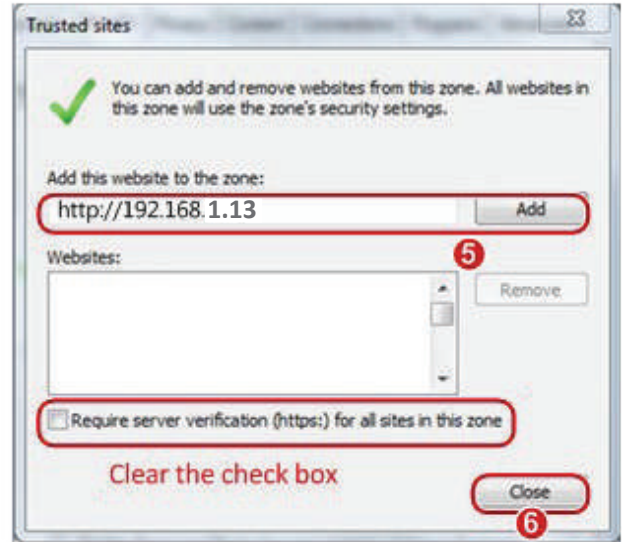 Trusted sites
You can add and remove websites from this zone. All websites in
this zone will use the zone's security settings.
Add this website to the zone:
http://192.168.1.13
Add
5
Websites:
Remove
Require server verification (https:) for all sites in this zone
Clear the check box
Close
6